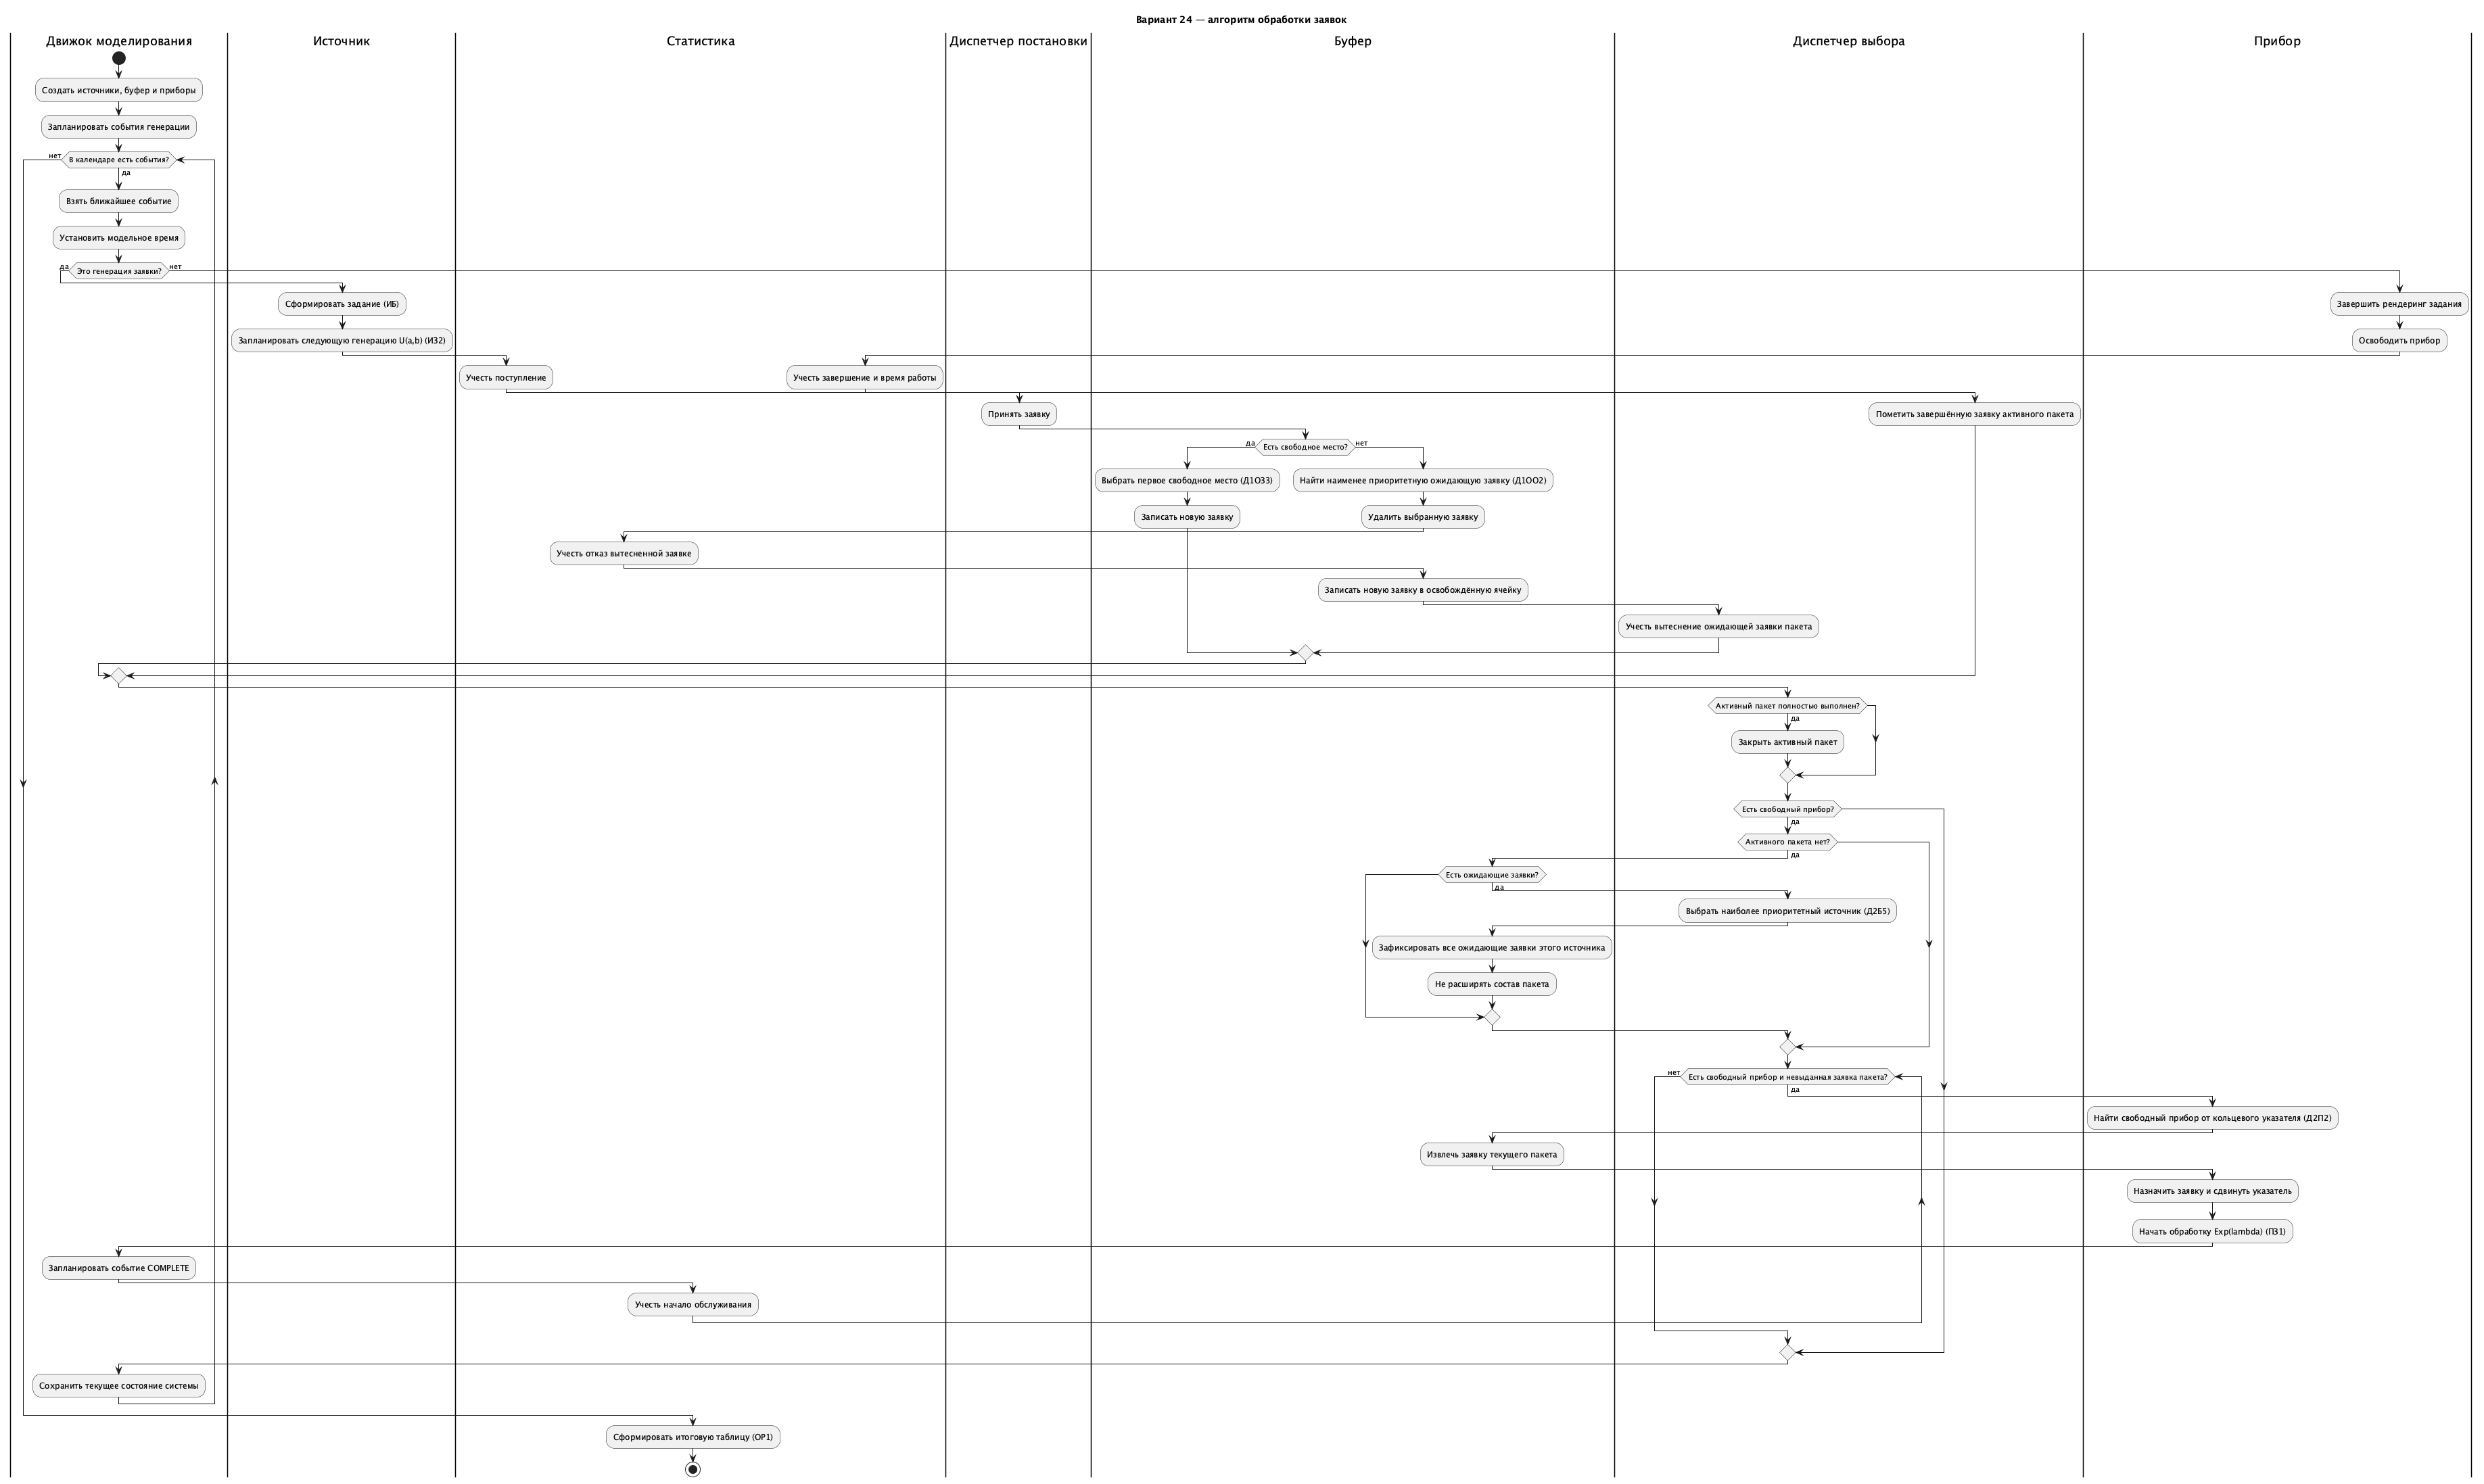 Вариант 24 — алгоритм обработки заявок
Движок моделирования
Источник
Статистика
Диспетчер постановки
Буфер
Диспетчер выбора
Прибор
Создать источники, буфер и приборы
Запланировать события генерации
нет
В календаре есть события?
да
Взять ближайшее событие
Установить модельное время
да
Это генерация заявки?
нет
Сформировать задание (ИБ)
Завершить рендеринг задания
Запланировать следующую генерацию U(a,b) (ИЗ2)
Освободить прибор
Учесть поступление
Учесть завершение и время работы
Принять заявку
Пометить завершённую заявку активного пакета
да
Есть свободное место?
нет
Выбрать первое свободное место (Д1ОЗ3)
Найти наименее приоритетную ожидающую заявку (Д1ОО2)
Записать новую заявку
Удалить выбранную заявку
Учесть отказ вытесненной заявке
Записать новую заявку в освобождённую ячейку
Учесть вытеснение ожидающей заявки пакета
Активный пакет полностью выполнен?
да
Закрыть активный пакет
Есть свободный прибор?
да
Активного пакета нет?
да
Есть ожидающие заявки?
да
Выбрать наиболее приоритетный источник (Д2Б5)
Зафиксировать все ожидающие заявки этого источника
Не расширять состав пакета
нет
Есть свободный прибор и невыданная заявка пакета?
да
Найти свободный прибор от кольцевого указателя (Д2П2)
Извлечь заявку текущего пакета
Назначить заявку и сдвинуть указатель
Начать обработку Exp(lambda) (ПЗ1)
Запланировать событие COMPLETE
Учесть начало обслуживания
Сохранить текущее состояние системы
Сформировать итоговую таблицу (ОР1)